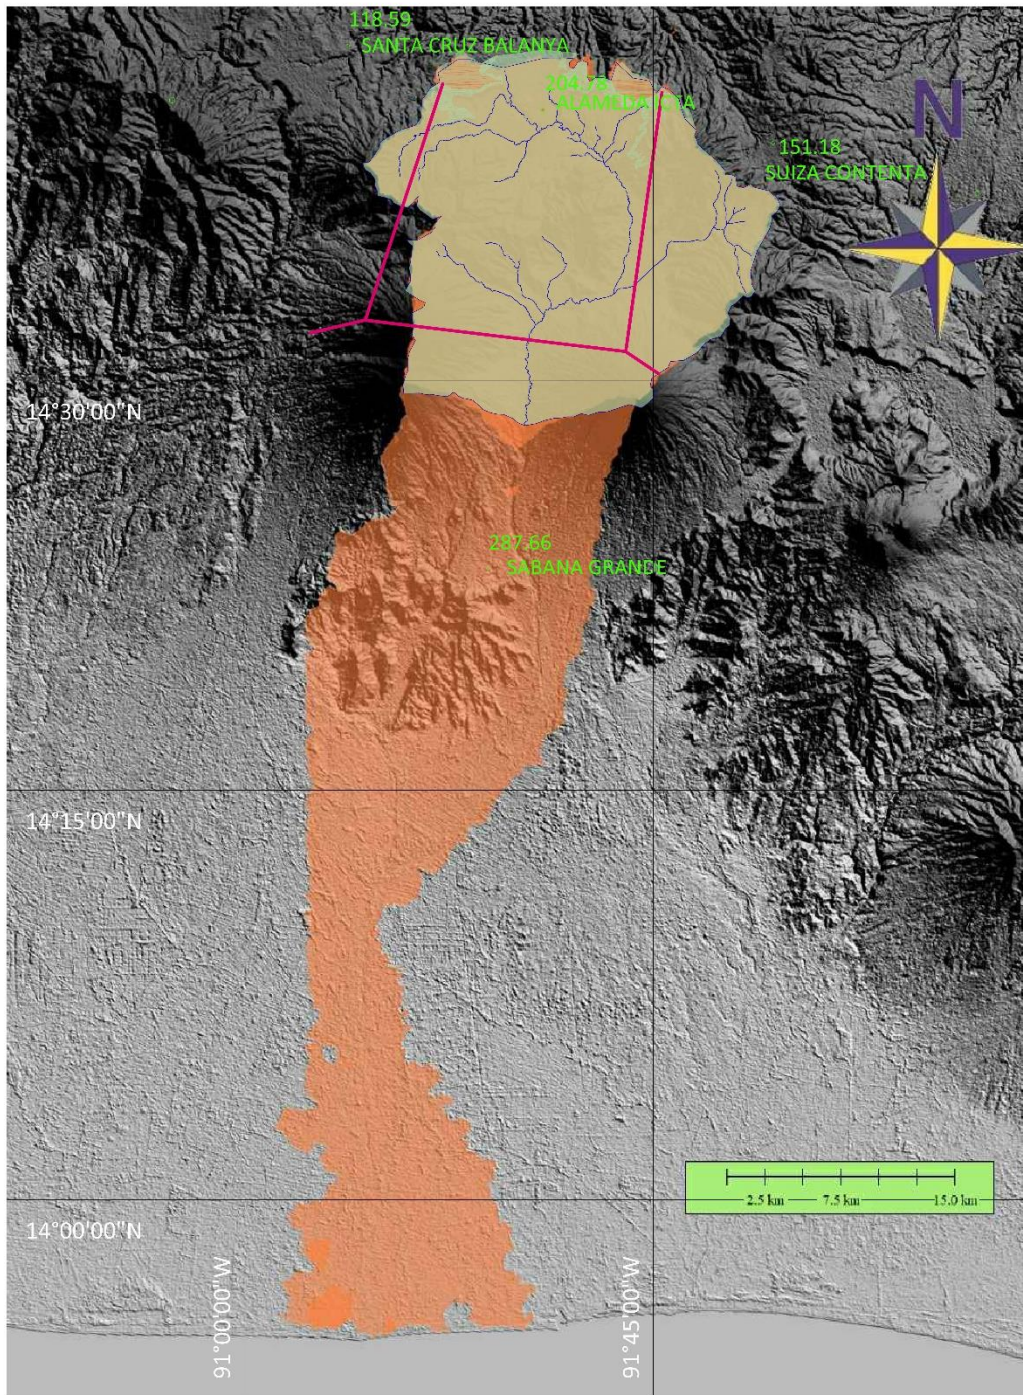 118.59
SANTA CRUZ BALANYA
204.78
ALAMEDA ICTA
N
151.18
SUIZA CONTENTA
14°30'00"N
287.66
SABANA GRANDE
14°15'00"N
2.5 km
7.5 km
15.0 km
14°00'00"N
91°00'00"W
91°45'00"W